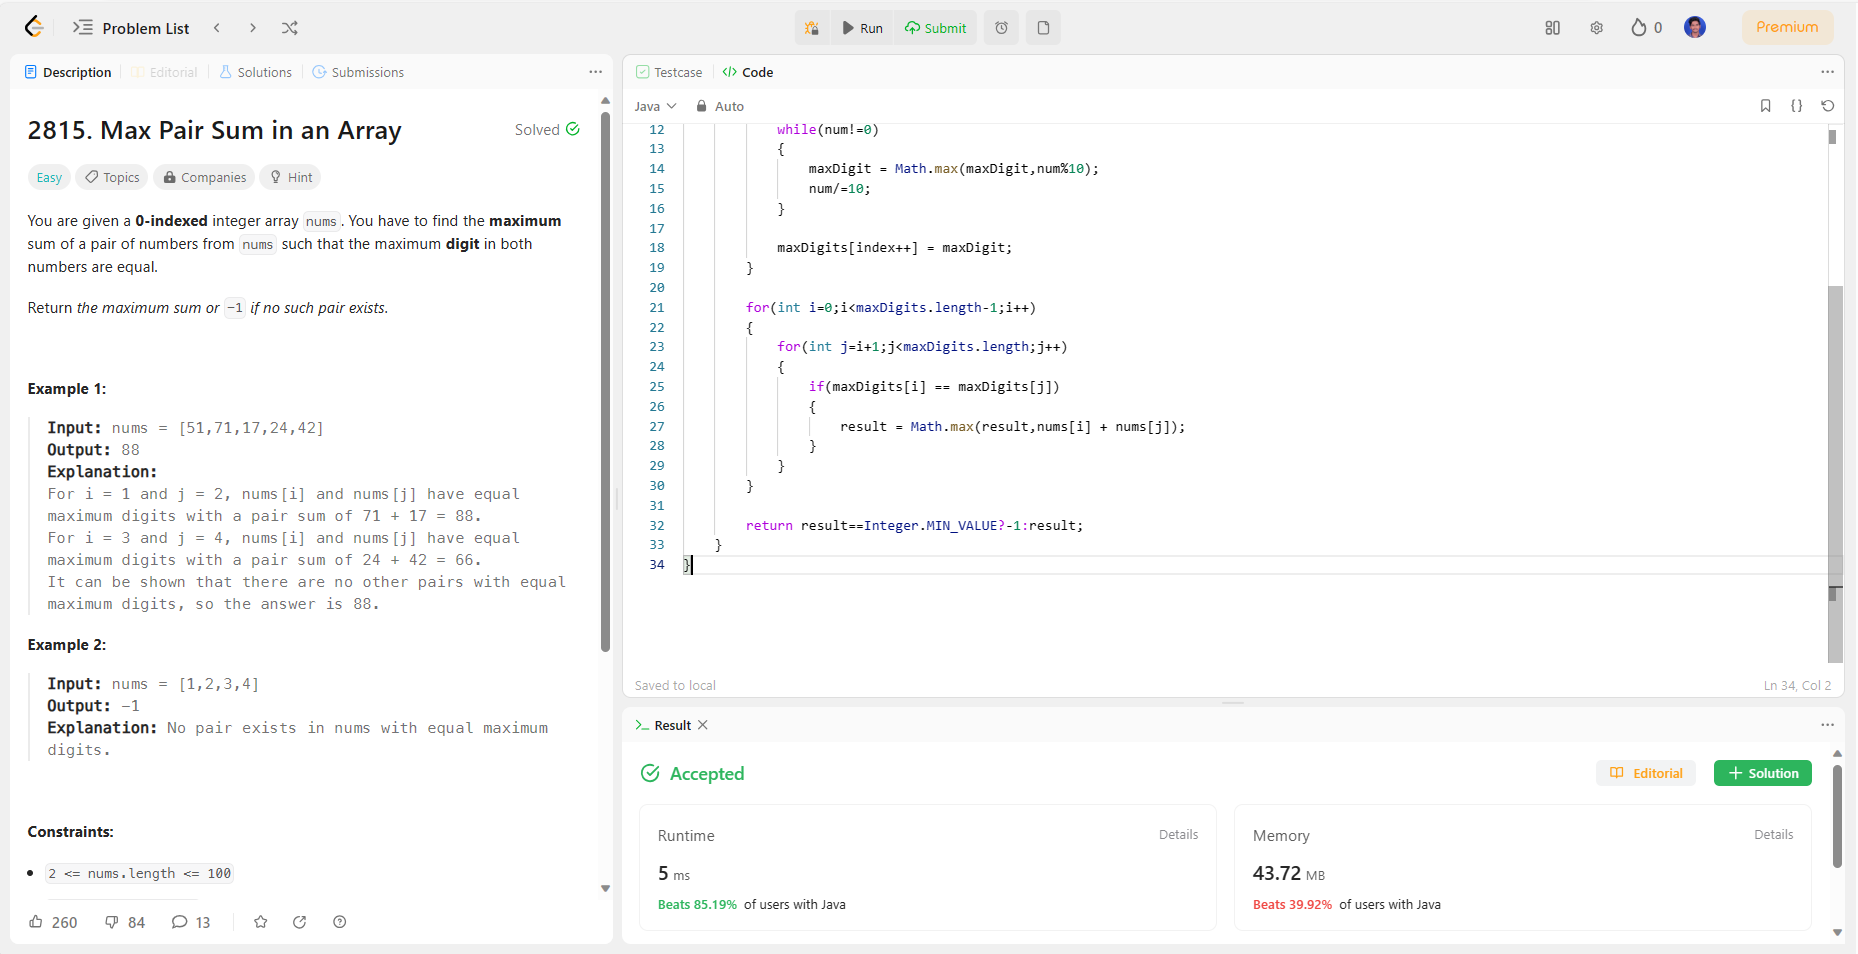 Problem List
Run
Submit
0
Premium
Description
Editorial
Solutions
Submissions
2815. Max Pair Sum in an Array
Solved
Easy
Topics
Companies
Hint
You are given a 0-indexed integer array nums. You have to find the maximum
sum of a pair of numbers from nums such that the maximum digit in both
numbers are equal.
Return the maximum sum or -1 if no such pair exists.
Example 1:
Input: nums = [51,71,17,24,42]
Output: 88
Explanation:
For i = 1 and j = 2, nums[i] and nums[j] have equal
maximum digits with a pair sum of 71 + 17 = 88.
For i = 3 and j = 4, nums[i] and nums[j] have equal
maximum digits with a pair sum of 24 + 42 = 66.
It can be shown that there are no other pairs with equal
maximum digits, so the answer is 88.
Example 2:
Input: nums = [1,2,3,4]
Output: -1
Explanation: No pair exists in nums with equal maximum
digits.
Constraints:
• 2 <= nums.length <= 100
260
84
13
Testcase
</> Code
Java
Auto
{}
12 while(num!=0)
13 {
14 maxDigit = Math.max(maxDigit,num%10);
15 num/=10;
16 }
17
18 maxDigits[index++] = maxDigit;
19 }
20
21 for(int i=0;i<maxDigits.length-1;i++)
22 {
23 for(int j=i+1;j<maxDigits.length;j++)
24 {
25 if(maxDigits[i] == maxDigits[j])
26 {
27 result = Math.max(result,nums[i] + nums[j]);
28 }
29 }
30 }
31
32 return result==Integer.MIN_VALUE?-1:result;
33 }
34 }
Saved to local
Ln 34, Col 2
Result
Accepted
Editorial
Solution
Runtime
Details
5 ms
Beats 85.19% of users with Java
Memory
Details
43.72 MB
Beats 39.92% of users with Java